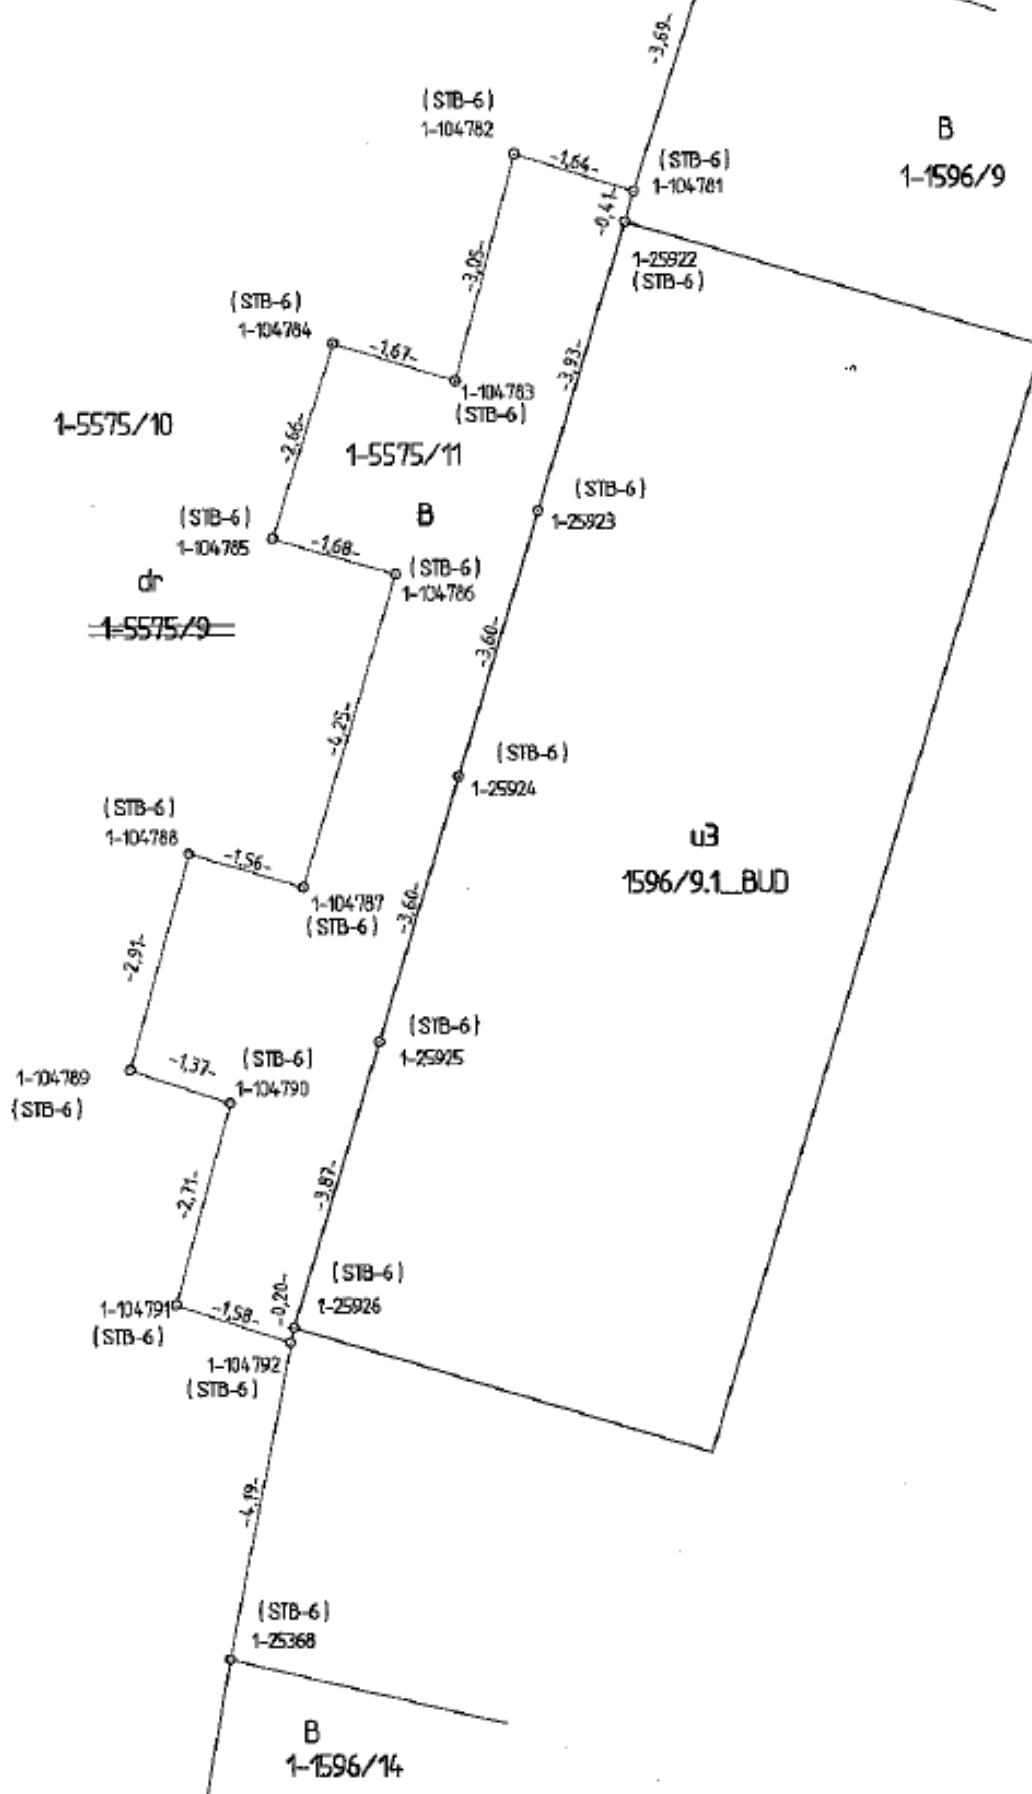 -3,69-
(STB-6)
1-104782
-1,64-
(STB-6)
1-104781
B
1-1596/9
-0,41-
1-25922
(STB-6)
-3,05-
(STB-6)
1-104784
-1,67-
1-104783
(STB-6)
-3,93-
1-5575/10
-2,66-
1-5575/11
B
(STB-6)
1-25923
(STB-6)
1-104785
-1,68-
(STB-6)
1-104786
dr
1-5575/9
-3,60-
-4,25-
(STB-6)
1-25924
(STB-6)
1-104788
-1,56-
1-104787
(STB-6)
u3
1596/9.1_BUD
-3,60-
-2,91-
(STB-6)
1-25925
1-104789
(STB-6)
-1,37-
(STB-6)
1-104790
-2,71-
-3,87-
(STB-6)
1-25926
-0,20-
1-104791
(STB-6)
-1,58-
1-104792
(STB-6)
-4,19-
(STB-6)
1-25368
B
1-1596/14